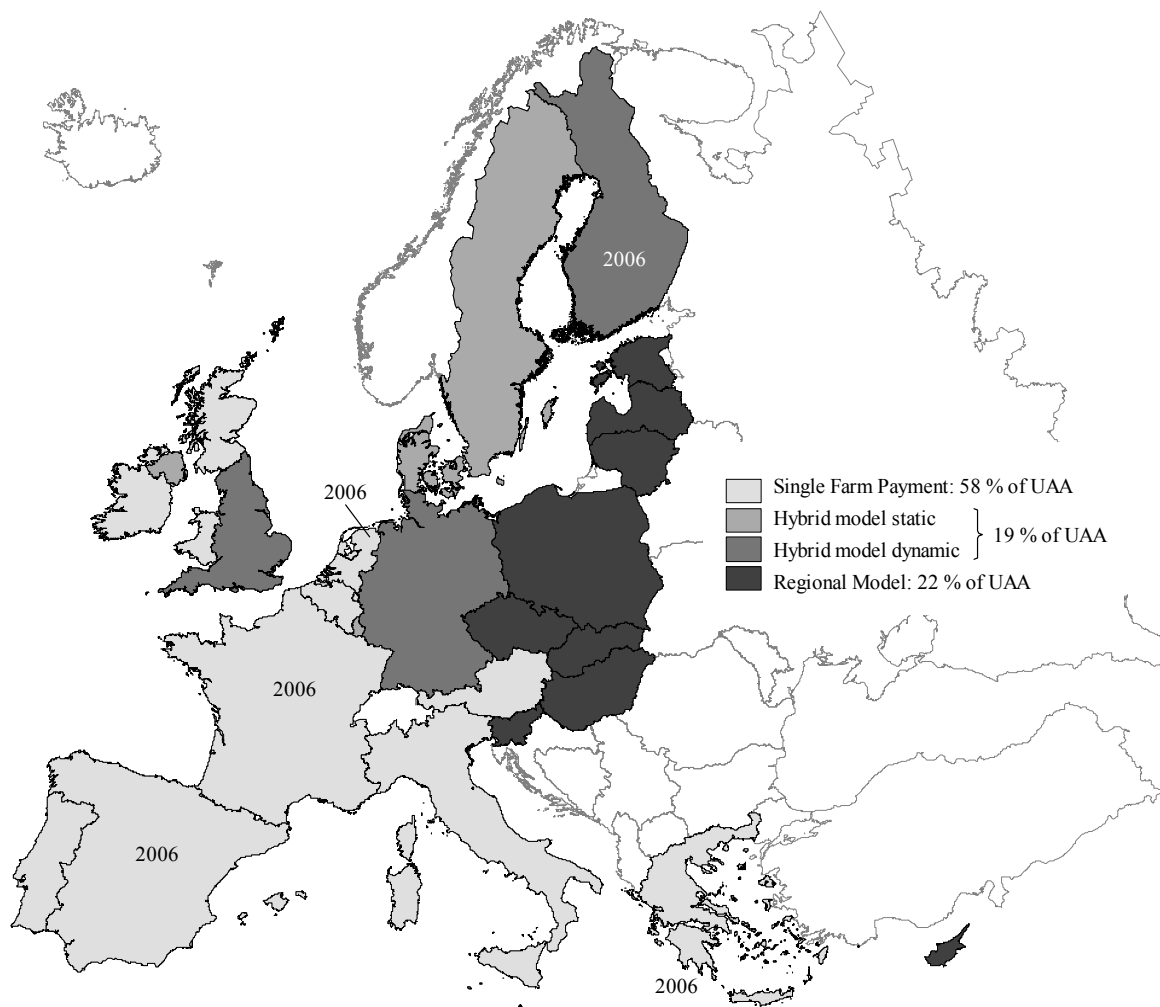 2006
2006
Single Farm Payment: 58 % of UAA
Hybrid model static
19 % of UAA
Hybrid model dynamic
Regional Model: 22 % of UAA
2006
2006
2006